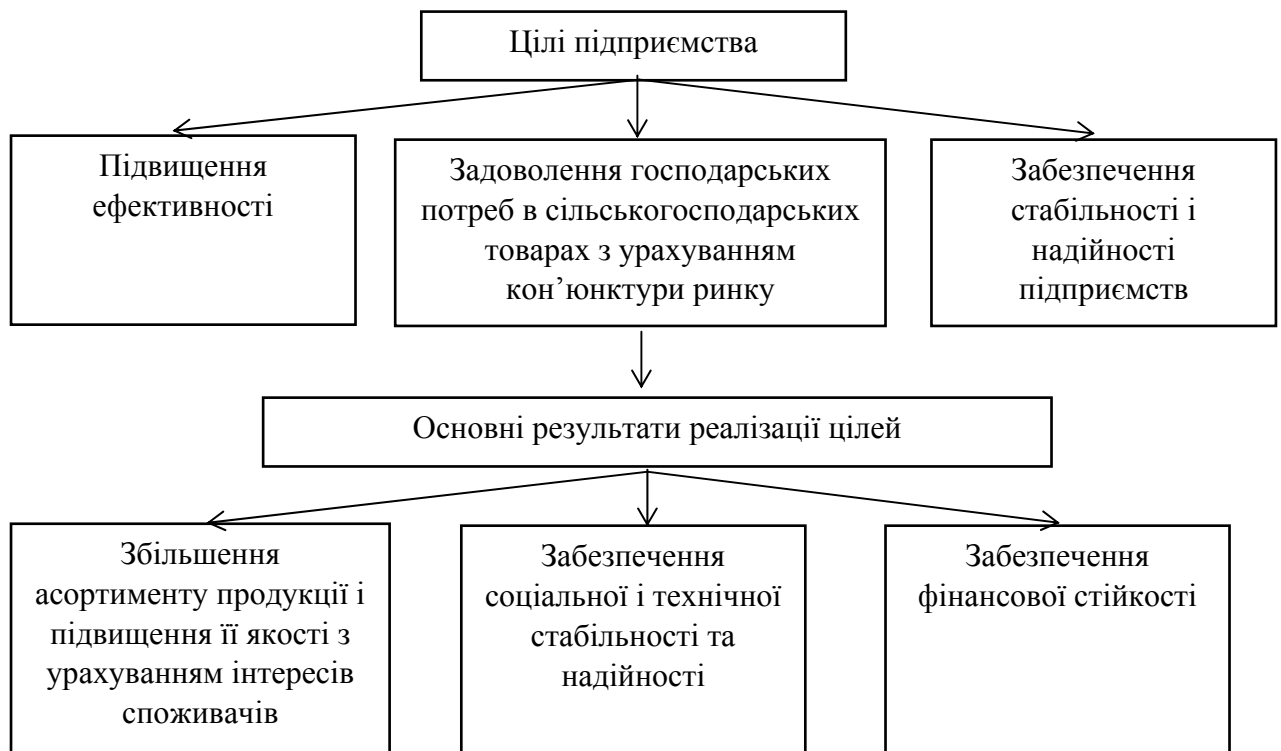 Цілі підприємства
Підвищення
ефективності
Задоволення господарських
потреб в сільськогосподарських
товарах з урахуванням
кон’юнктури ринку
Забезпечення
стабільності і
надійності
підприємств
Основні результати реалізації цілей
Збільшення
асортименту продукції і
підвищення її якості з
урахуванням інтересів
споживачів
Забезпечення
соціальної і технічної
стабільності та
надійності
Забезпечення
фінансової стійкості